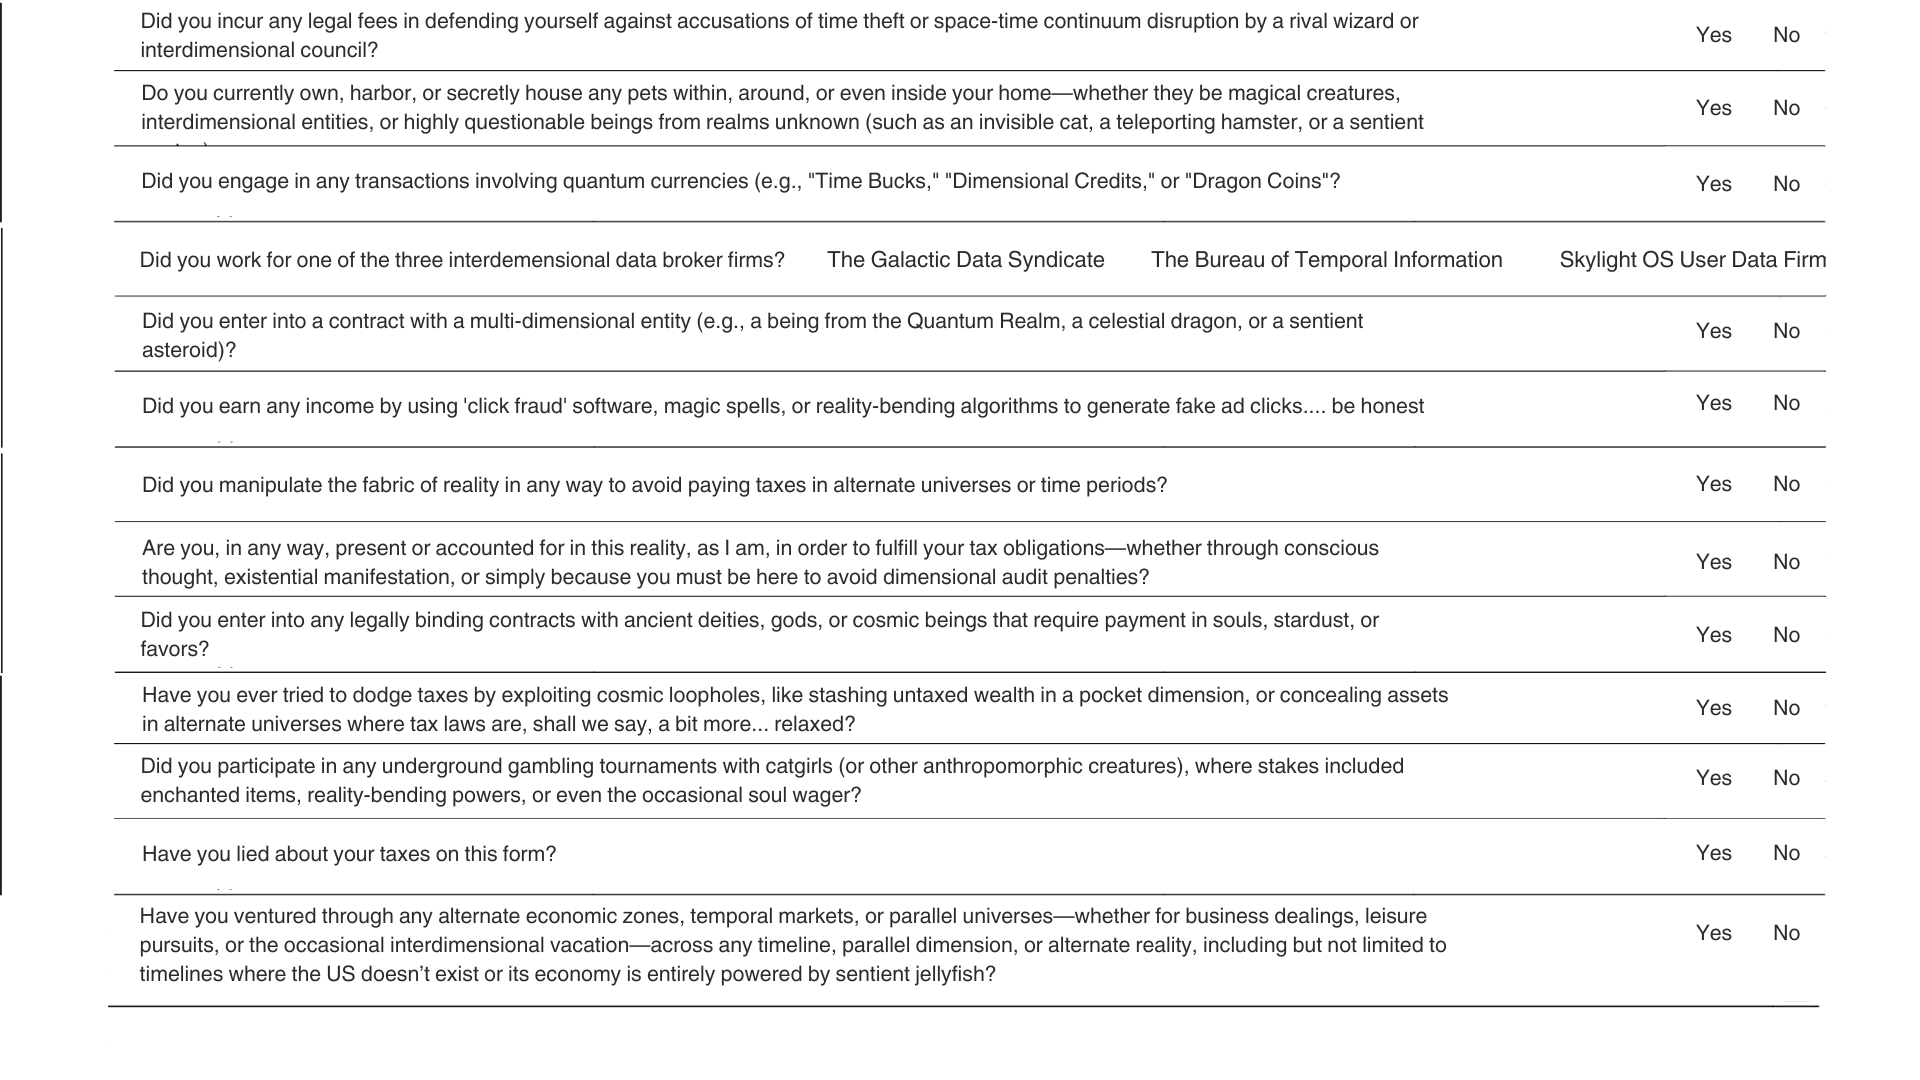 Did you incur any legal fees in defending yourself against accusations of time theft or space-time continuum disruption by a rival wizard or
interdimensional council?
Yes No
Do you currently own, harbor, or secretly house any pets within, around, or even inside your home—whether they be magical creatures,
interdimensional entities, or highly questionable beings from realms unknown (such as an invisible cat, a teleporting hamster, or a sentient
Yes No
Did you engage in any transactions involving quantum currencies (e.g., "Time Bucks," "Dimensional Credits," or "Dragon Coins"?
Yes No
Did you work for one of the three interdemensional data broker firms? The Galactic Data Syndicate The Bureau of Temporal Information Skylight OS User Data Firm
Did you enter into a contract with a multi-dimensional entity (e.g., a being from the Quantum Realm, a celestial dragon, or a sentient
asteroid)?
Yes No
Did you earn any income by using 'click fraud' software, magic spells, or reality-bending algorithms to generate fake ad clicks.... be honest
Yes No
Did you manipulate the fabric of reality in any way to avoid paying taxes in alternate universes or time periods?
Yes No
Are you, in any way, present or accounted for in this reality, as I am, in order to fulfill your tax obligations—whether through conscious
thought, existential manifestation, or simply because you must be here to avoid dimensional audit penalties?
Yes No
Did you enter into any legally binding contracts with ancient deities, gods, or cosmic beings that require payment in souls, stardust, or
favors?
Yes No
Have you ever tried to dodge taxes by exploiting cosmic loopholes, like stashing untaxed wealth in a pocket dimension, or concealing assets
in alternate universes where tax laws are, shall we say, a bit more... relaxed?
Yes No
Did you participate in any underground gambling tournaments with catgirls (or other anthropomorphic creatures), where stakes included
enchanted items, reality-bending powers, or even the occasional soul wager?
Yes No
Have you lied about your taxes on this form?
Yes No
Have you ventured through any alternate economic zones, temporal markets, or parallel universes—whether for business dealings, leisure
pursuits, or the occasional interdimensional vacation—across any timeline, parallel dimension, or alternate reality, including but not limited to
timelines where the US doesn’t exist or its economy is entirely powered by sentient jellyfish?
Yes No